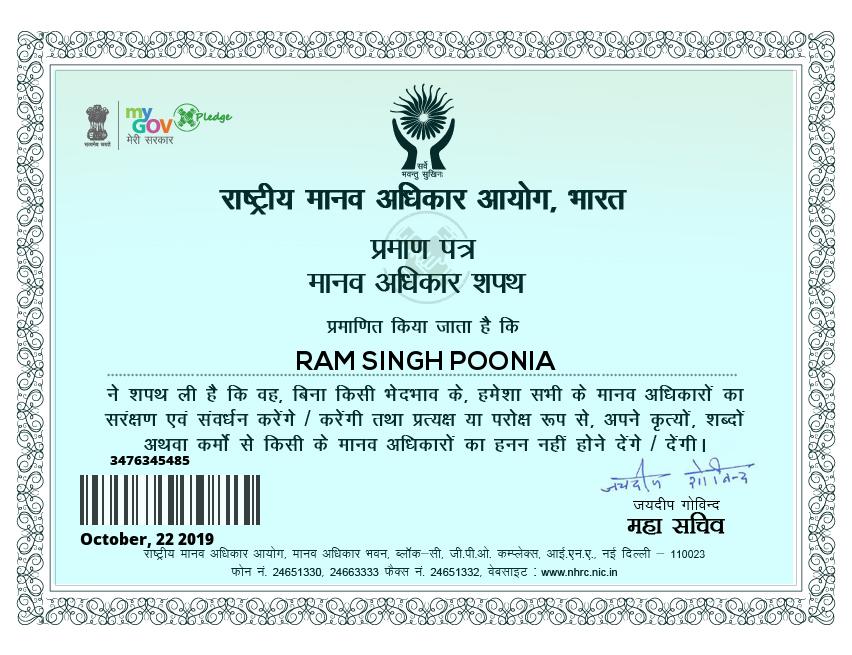 सत्यमेव जयते
my GOV
मेरी सरकार
Pledge
सर्वे
भवन्तु सुखिनः
राष्ट्रीय मानव अधिकार आयोग, भारत
प्रमाण पत्र
मानव अधिकार शपथ
प्रमाणित किया जाता है कि
RAM SINGH POONIA
ने शपथ ली है कि वह, बिना किसी भेदभाव के, हमेशा सभी के मानव अधिकारों का
सरंक्षण एवं संवर्धन करेंगे / करेंगी तथा प्रत्यक्ष या परोक्ष रूप से, अपने कृत्यों, शब्दों
अथवा कर्मो से किसी के मानव अधिकारों का हनन नहीं होने देंगे / देंगी।
3476345485
October, 22 2019
जयदीप गोविन्द
जयदीप गोविन्द
महा सचिव
राष्ट्रीय मानव अधिकार आयोग, मानव अधिकार भवन, ब्लॉक–सी, जी.पी.ओ. कम्प्लेक्स, आई.एन.ए., नई दिल्ली – 110023
फोन नं. 24651330, 24663333 फैक्स नं. 24651332, वेबसाइट : www.nhrc.nic.in